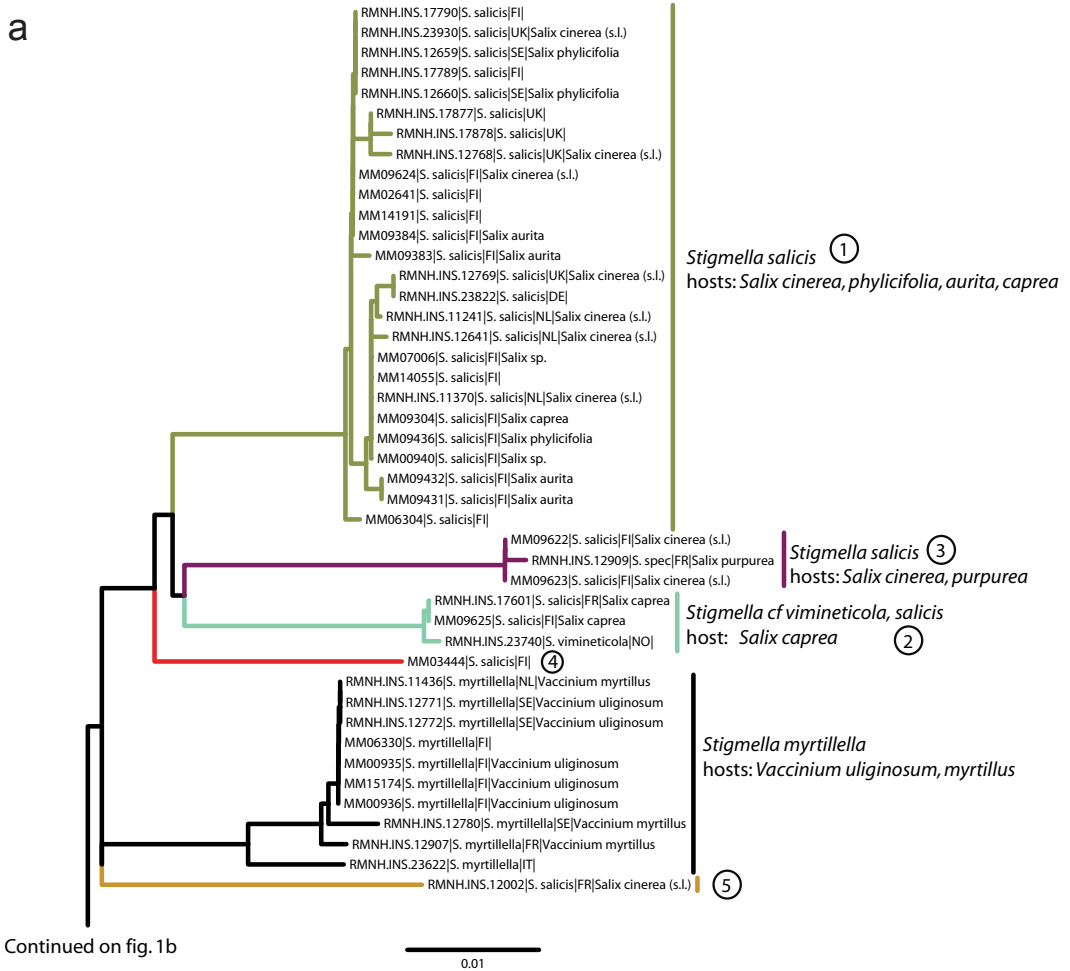 a
RMNH.INS.17790|S. salicis|FI|
RMNH.INS.23930|S. salicis|UK|Salix cinerea (s.l.)
RMNH.INS.12659|S. salicis|SE|Salix phylicifolia
RMNH.INS.17789|S. salicis|FI|
RMNH.INS.12660|S. salicis|SE|Salix phylicifolia
RMNH.INS.17877|S. salicis|UK|
RMNH.INS.17878|S. salicis|UK|
RMNH.INS.12768|S. salicis|UK|Salix cinerea (s.l.)
MM09624|S. salicis|FI|Salix cinerea (s.l.)
MM02641|S. salicis|FI|
MM14191|S. salicis|FI|
MM09384|S. salicis|FI|Salix aurita
MM09383|S. salicis|FI|Salix aurita
RMNH.INS.12769|S. salicis|UK|Salix cinerea (s.l.)
RMNH.INS.23822|S. salicis|DE|
RMNH.INS.11241|S. salicis|NL|Salix cinerea (s.l.)
RMNH.INS.12641|S. salicis|NL|Salix cinerea (s.l.)
MM07006|S. salicis|FI|Salix sp.
MM14055|S. salicis|FI|
RMNH.INS.11370|S. salicis|NL|Salix cinerea (s.l.)
MM09304|S. salicis|FI|Salix caprea
MM09436|S. salicis|FI|Salix phylicifolia
MM00940|S. salicis|FI|Salix sp.
MM09432|S. salicis|FI|Salix aurita
MM09431|S. salicis|FI|Salix aurita
MM06304|S. salicis|FI|
Stigmella salicis 1
hosts: Salix cinerea, phylicifolia, aurita, caprea
MM09622|S. salicis|FI|Salix cinerea (s.l.)
RMNH.INS.12909|S. spec|FR|Salix purpurea
MM09623|S. salicis|FI|Salix cinerea (s.l.)
Stigmella salicis 3
hosts: Salix cinerea, purpurea
RMNH.INS.17601|S. salicis|FR|Salix caprea
MM09625|S. salicis|FI|Salix caprea
RMNH.INS.23740|S. vimineticola|NO|
Stigmella cf vimineticola, salicis
host: Salix caprea 2
MM03444|S. salicis|FI| 4
RMNH.INS.11436|S. myrtillella|NL|Vaccinium myrtillus
RMNH.INS.12771|S. myrtillella|SE|Vaccinium uliginosum
RMNH.INS.12772|S. myrtillella|SE|Vaccinium uliginosum
MM06330|S. myrtillella|FI|
MM00935|S. myrtillella|FI|Vaccinium uliginosum
MM15174|S. myrtillella|FI|Vaccinium uliginosum
MM00936|S. myrtillella|FI|Vaccinium uliginosum
RMNH.INS.12780|S. myrtillella|SE|Vaccinium myrtillus
RMNH.INS.12907|S. myrtillella|FR|Vaccinium myrtillus
RMNH.INS.23622|S. myrtillella|IT|
Stigmella myrtillella
hosts: Vaccinium uliginosum, myrtillus
RMNH.INS.12002|S. salicis|FR|Salix cinerea (s.l.) 5
Continued on fig. 1b
0.01